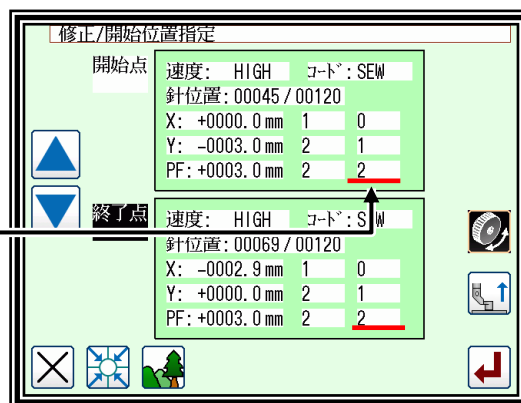 修正/開始位置指定
開始点
速度: HIGH コード: SEW
針位置: 00045 / 00120
X: +0000.0mm 1 0
Y: -0003.0mm 2 1
PF: +0003.0mm 2 2
終了点
速度: HIGH コード: SEW
針位置: 00069 / 00120
X: -0002.9mm 1 0
Y: +0000.0mm 2 1
PF: +0003.0mm 2 2